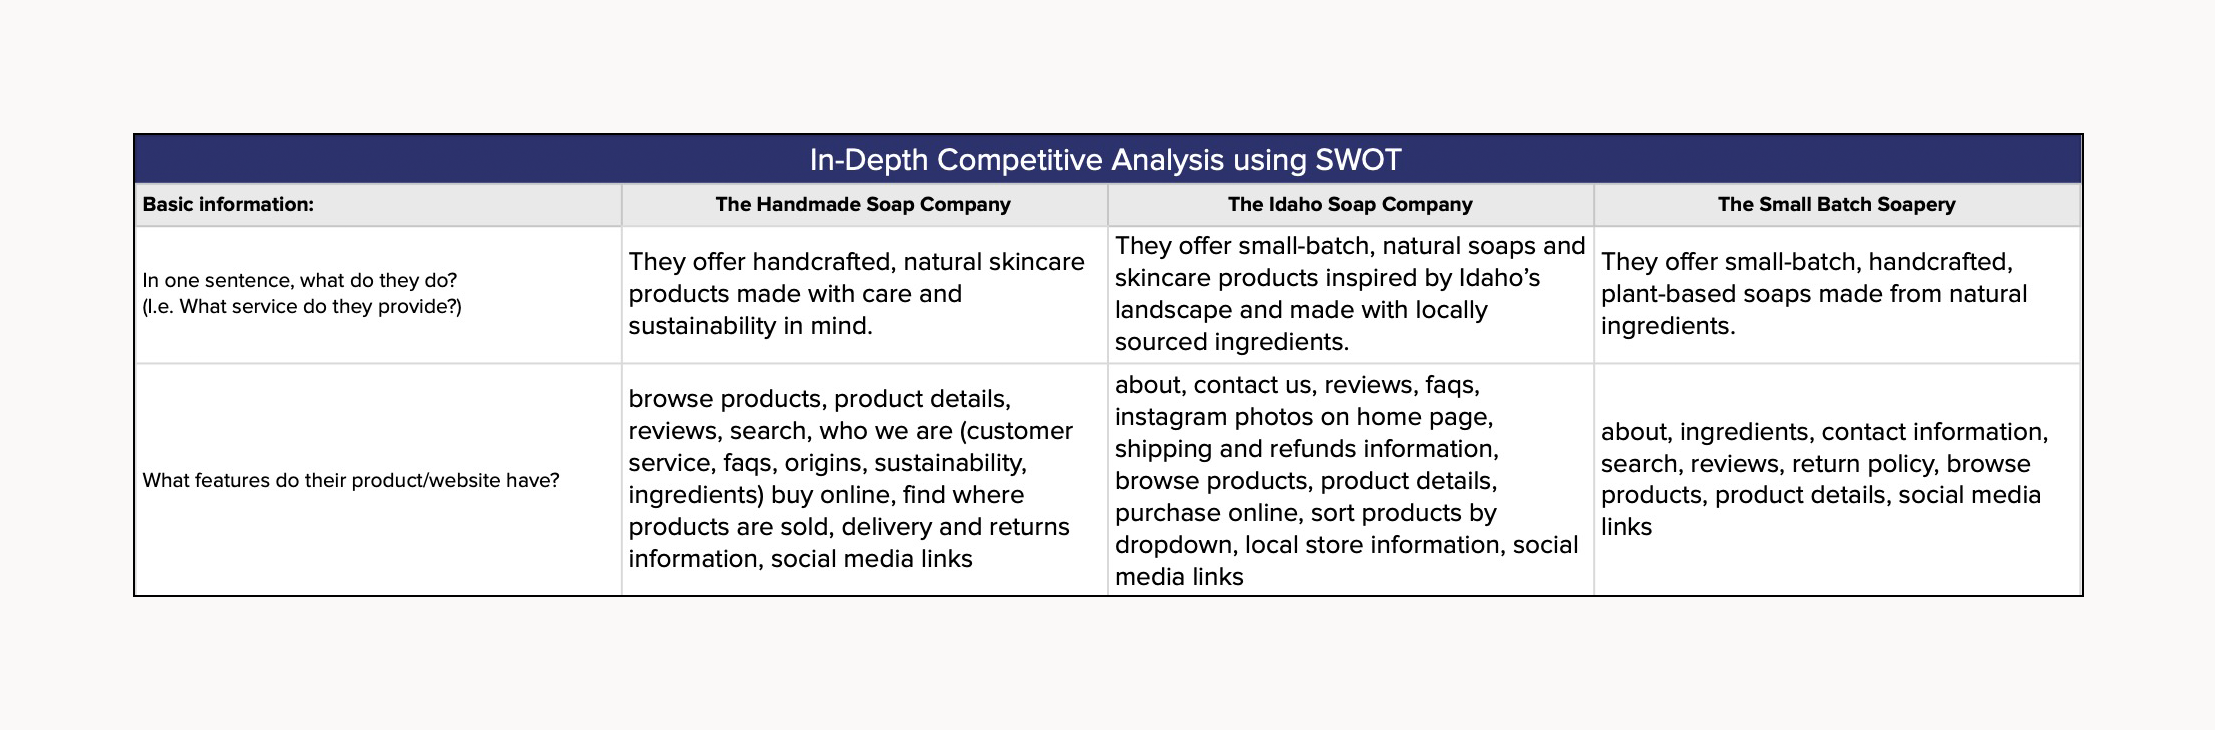 In-Depth Competitive Analysis using SWOT
Basic information:
The Handmade Soap Company
The Idaho Soap Company
The Small Batch Soapery
In one sentence, what do they do?
(I.e. What service do they provide?)
They offer handcrafted, natural skincare
products made with care and
sustainability in mind.
They offer small-batch, natural soaps and
skincare products inspired by Idaho’s
landscape and made with locally
sourced ingredients.
They offer small-batch, handcrafted,
plant-based soaps made from natural
ingredients.
What features do their product/website have?
browse products, product details,
reviews, search, who we are (customer
service, faqs, origins, sustainability,
ingredients) buy online, find where
products are sold, delivery and returns
information, social media links
about, contact us, reviews, faqs,
instagram photos on home page,
shipping and refunds information,
browse products, product details,
purchase online, sort products by
dropdown, local store information, social
media links
about, ingredients, contact information,
search, reviews, return policy, browse
products, product details, social media
links